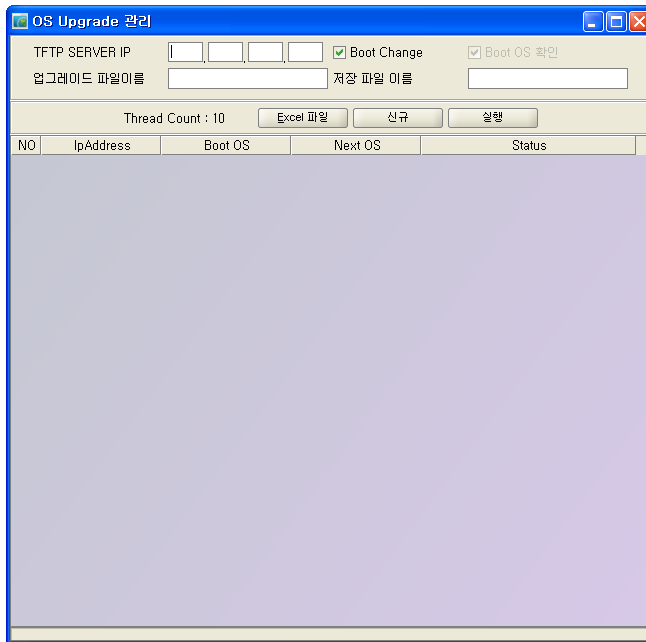 OS Upgrade 관리
TFTP SERVER IP . . . Boot Change Boot OS 확인
업그레이드 파일이름 저장 파일 이름
Thread Count : 10 Excel 파일 신규 실행
NO IpAddress Boot OS Next OS Status